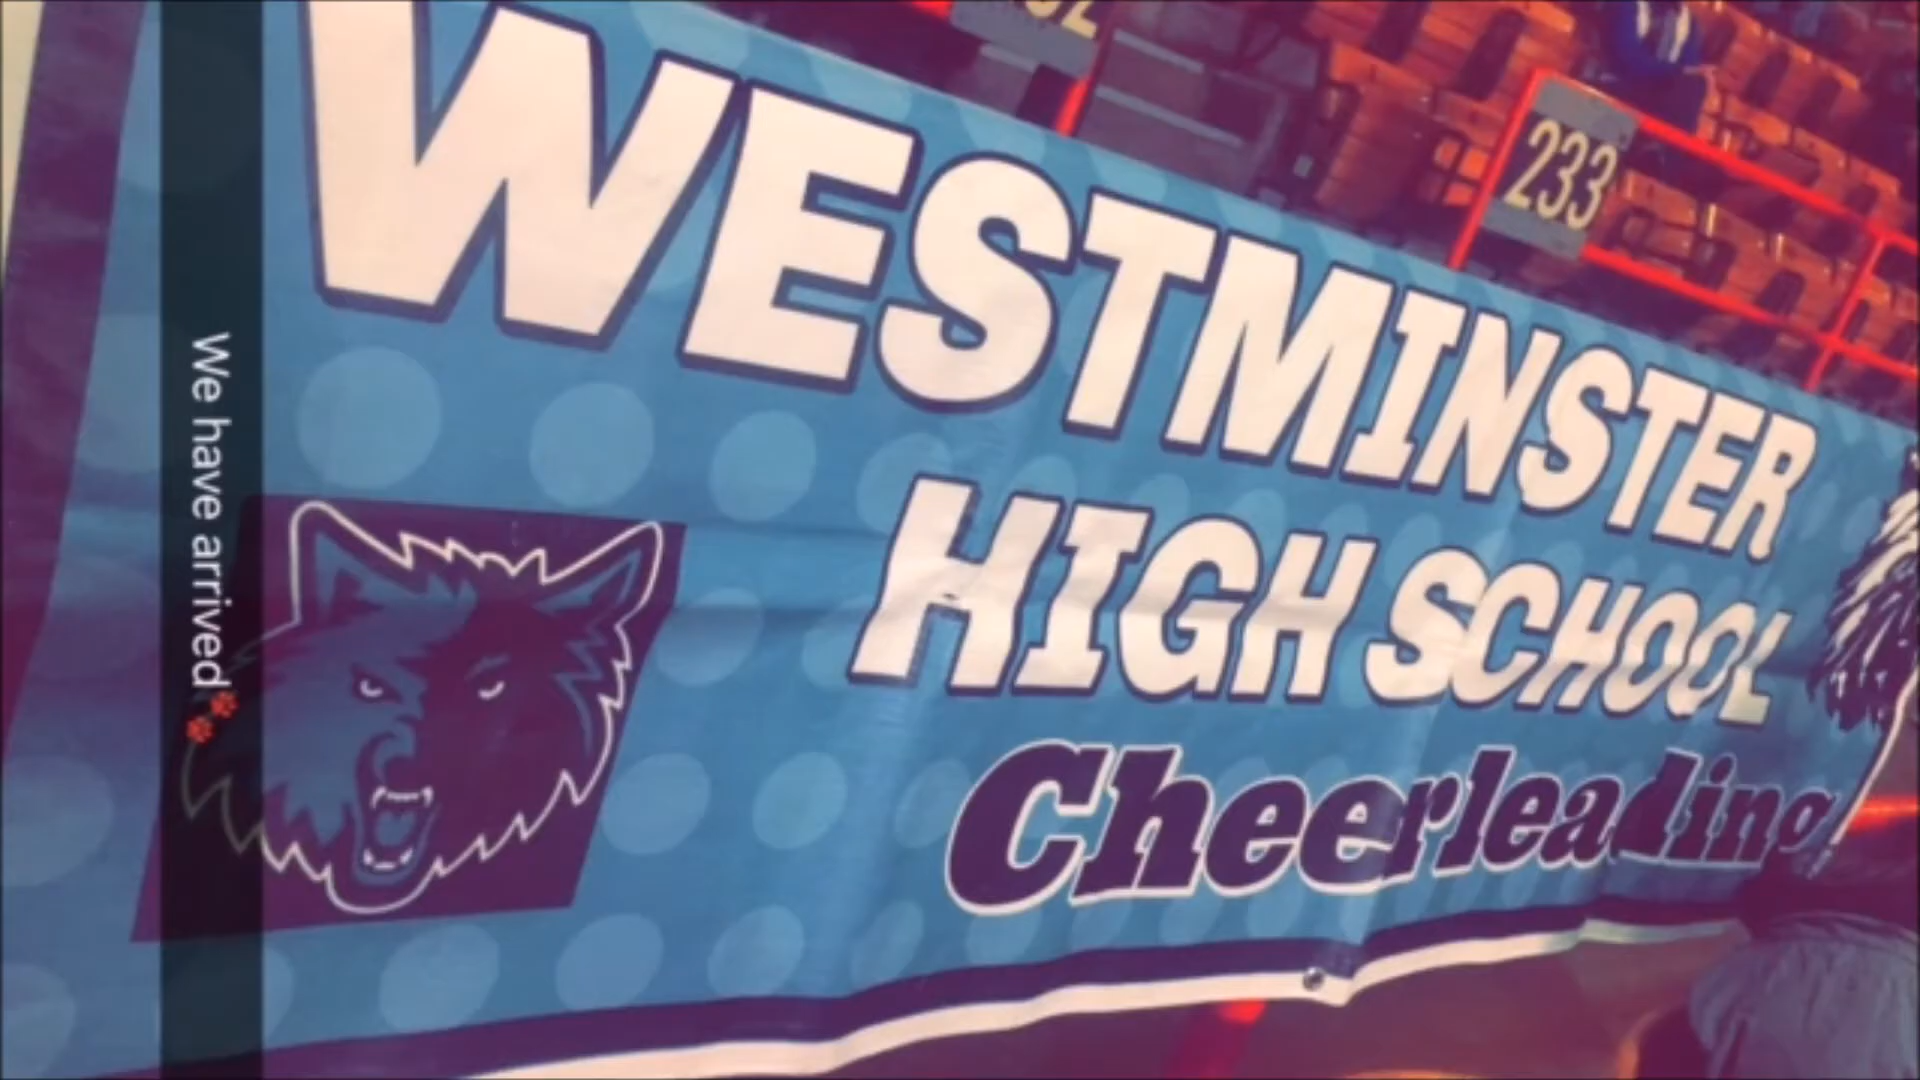 WESTMINSTER
HIGH SCHOOL
Cheerleading
233
We have arrived